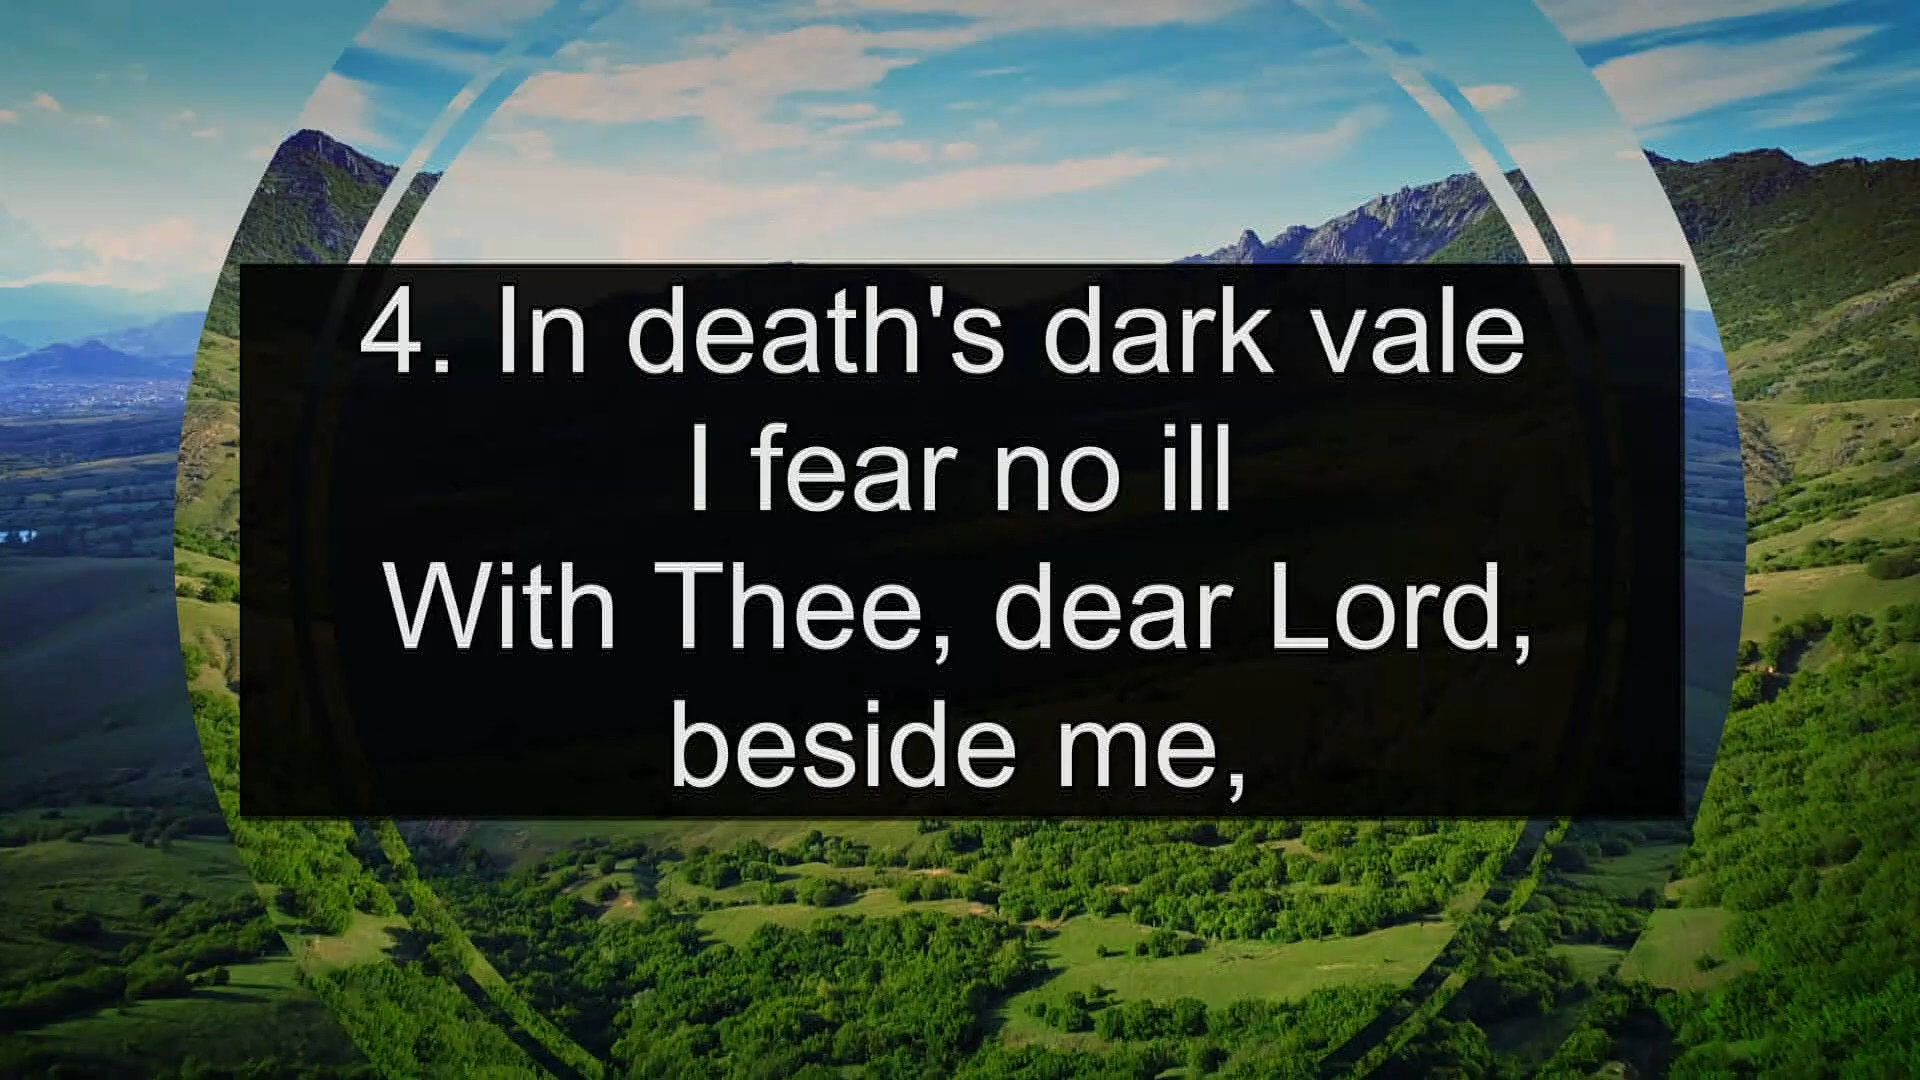 4. In death's dark vale
I fear no ill
With Thee, dear Lord,
beside me,